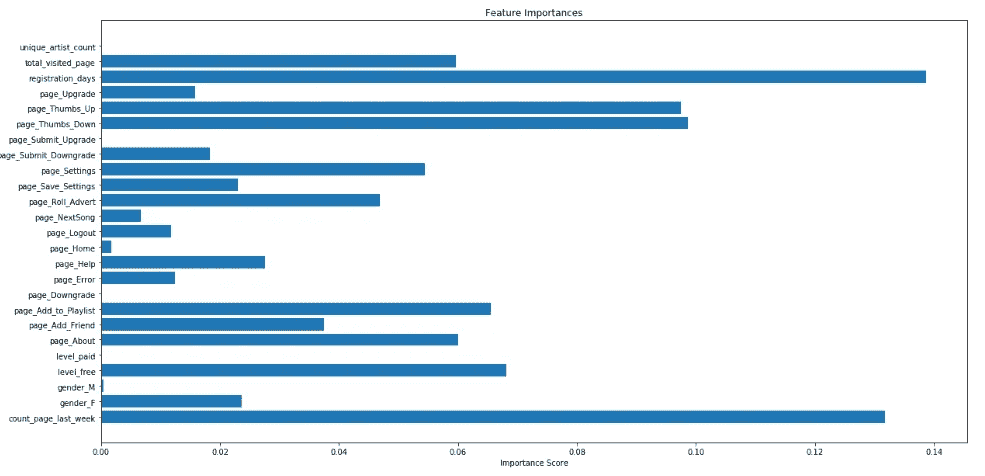 Feature Importances
unique_artist_count
total_visited_page
registration_days
page_Upgrade
page_Thumbs_Up
page_Thumbs_Down
page_Submit_Upgrade
page_Submit_Downgrade
page_Settings
page_Save_Settings
page_Roll_Advert
page_NextSong
page_Logout
page_Home
page_Help
page_Error
page_Downgrade
page_Add_to_Playlist
page_Add_Friend
page_About
level_paid
level_free
gender_M
gender_F
count_page_last_week
0.00 0.02 0.04 0.06 0.08 0.10 0.12 0.14
Importance Score